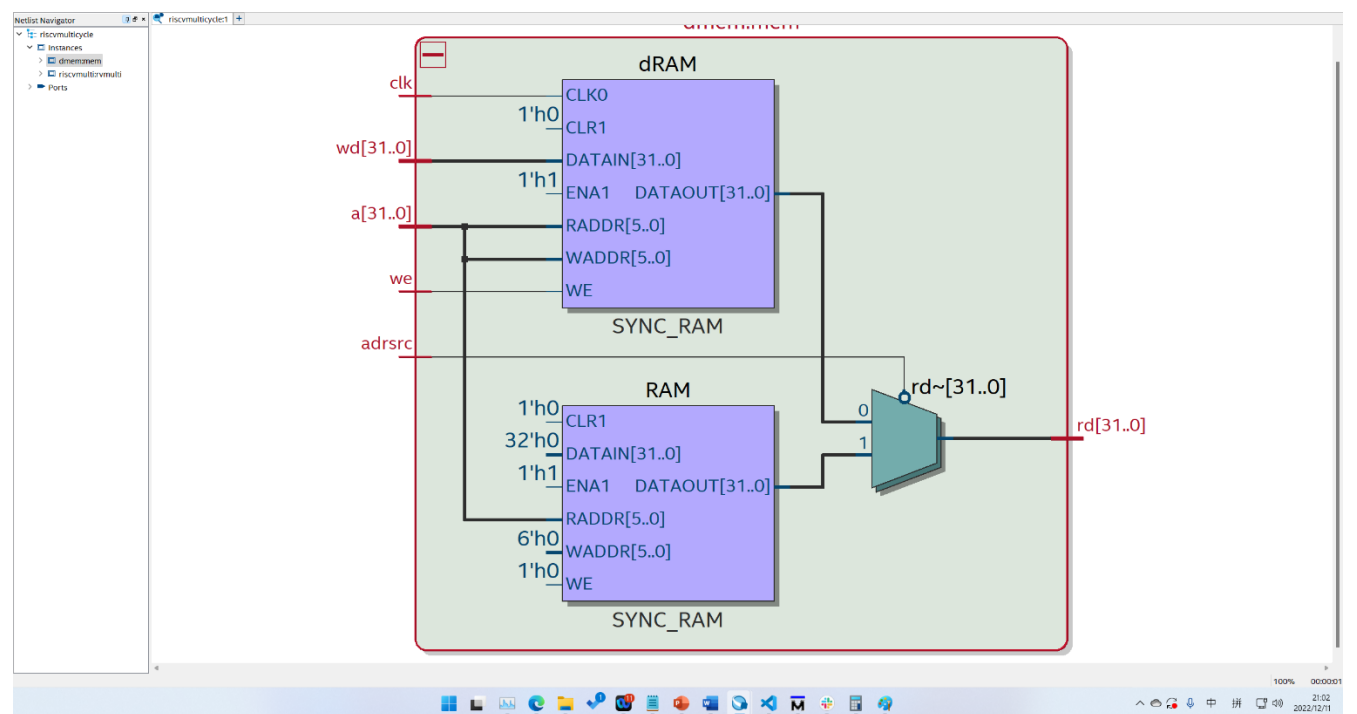 Netlist Navigator
riscvmulticycle:1
riscvmulticycle
Instances
dmem:mem
riscvmulti:rvmulti
Ports
dmem:mem
dRAM
clk
CLK0
1'h0
CLR1
wd[31..0]
DATAIN[31..0]
1'h1
ENA1
DATAOUT[31..0]
a[31..0]
RADDR[5..0]
WADDR[5..0]
we
WE
SYNC_RAM
adrsrc
RAM
rd~[31..0]
1'h0
CLR1
0
rd[31..0]
32'h0
DATAIN[31..0]
1
1'h1
ENA1
DATAOUT[31..0]
RADDR[5..0]
6'h0
WADDR[5..0]
1'h0
WE
SYNC_RAM
100%
00:00:01
中
拼
21:02
2022/12/11